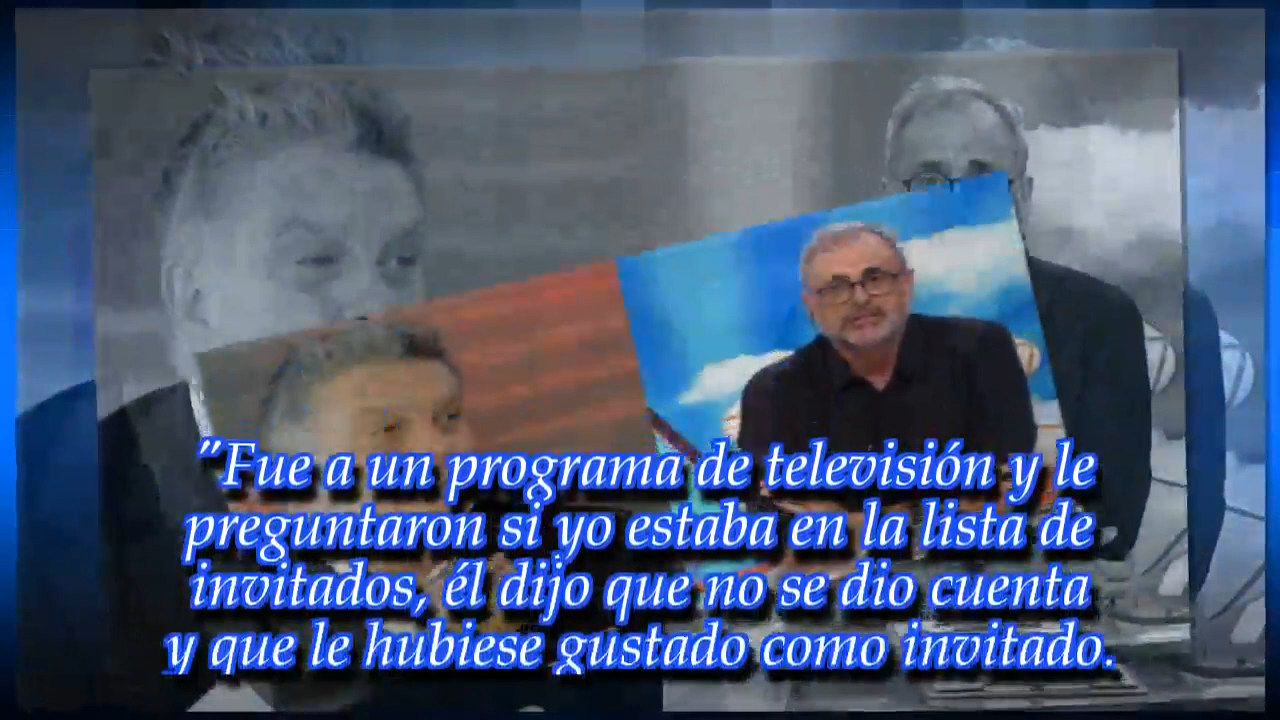 "Fue a un programa de televisión y le
preguntaron si yo estaba en la lista de
invitados, él dijo que no se dio cuenta
y que le hubiese gustado como invitado.